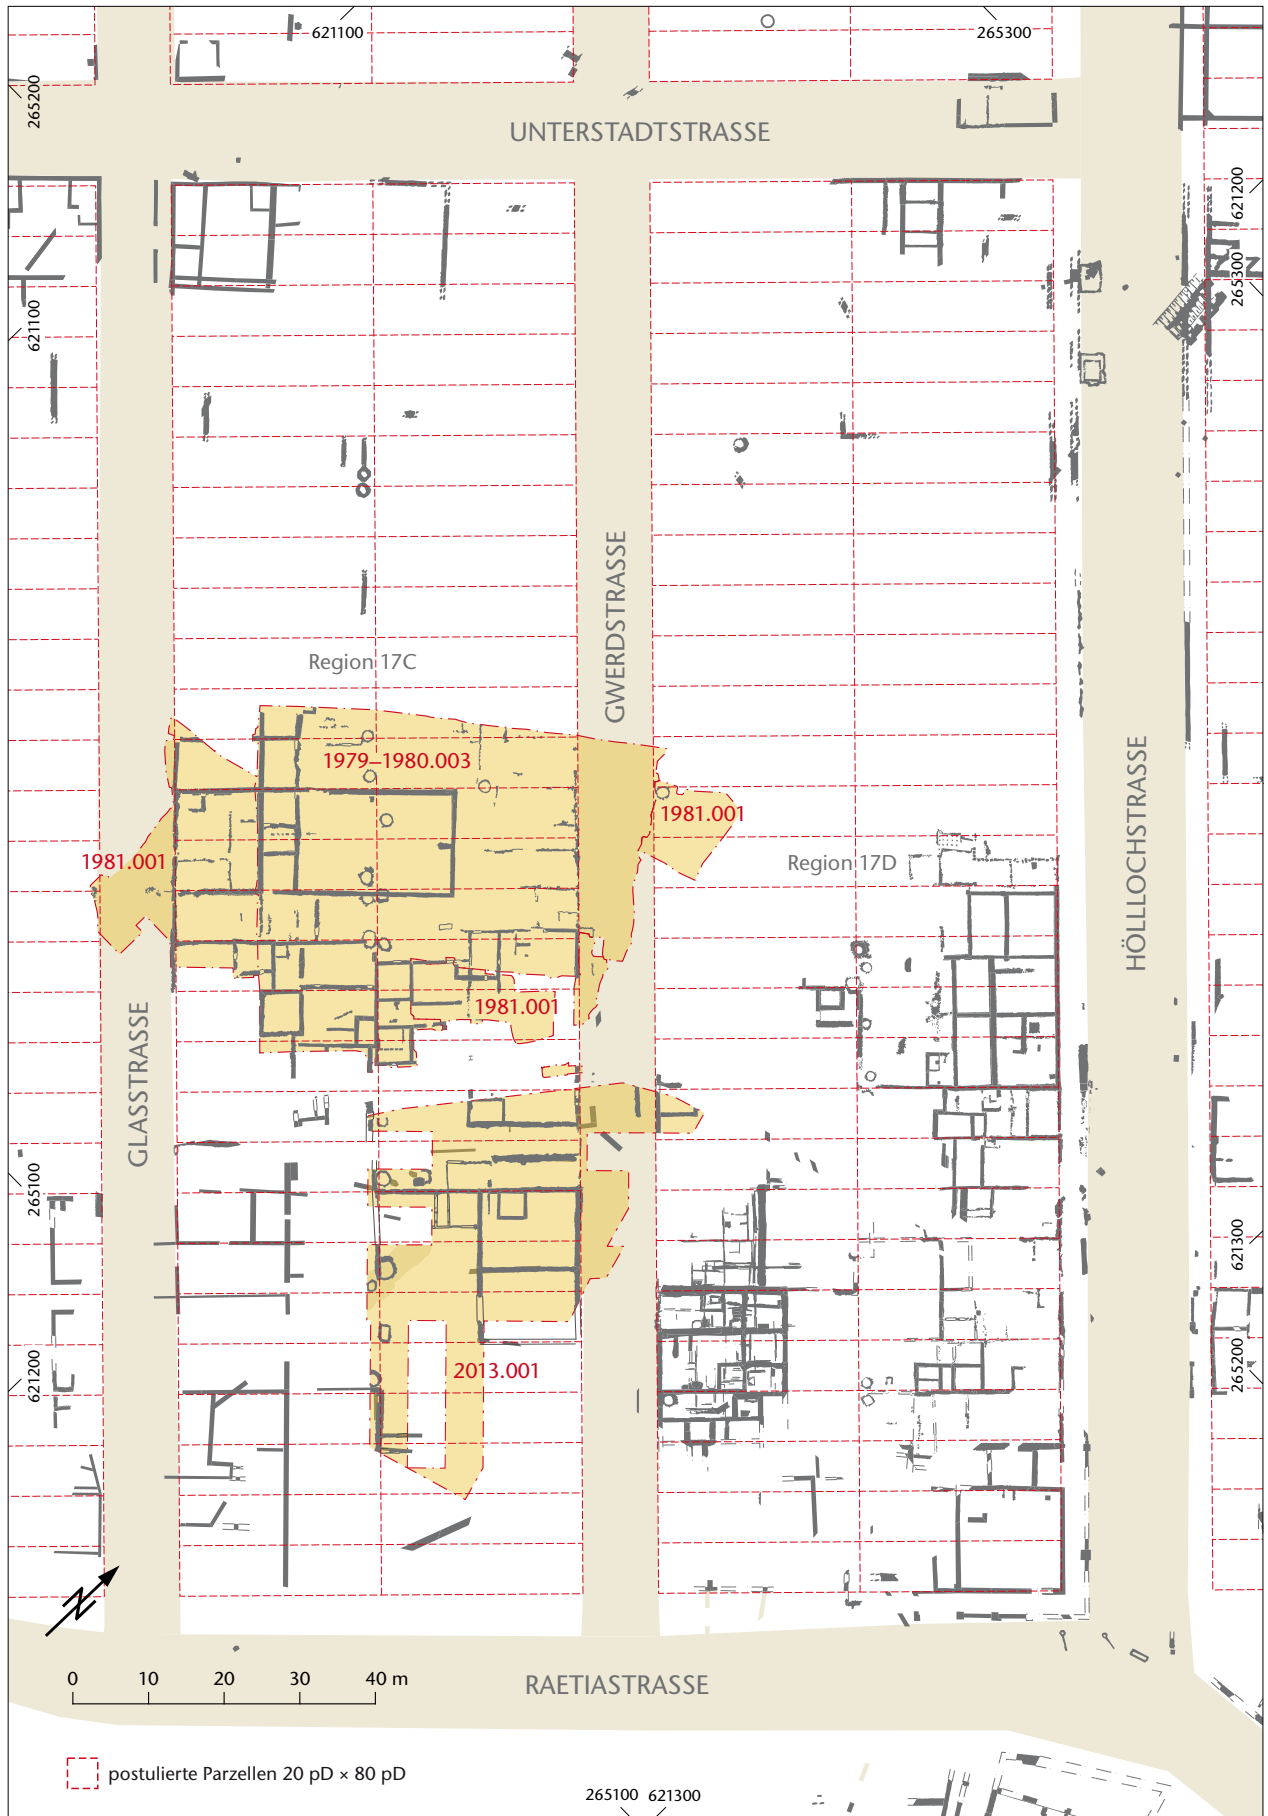 621100
265300
265200
UNTERSTADTSTRASSE
621200
265300
621100
GWERDSTRASSE
Region 17C
1979–1980.003
HÖLLLOCHSTRASSE
1981.001
1981.001
Region 17D
1981.001
GLASSTRASSE
265100
621300
2013.001
621200
265200
N
0 10 20 30 40 m
RAETIASTRASSE
postulierte Parzellen 20 pD × 80 pD
265100 621300